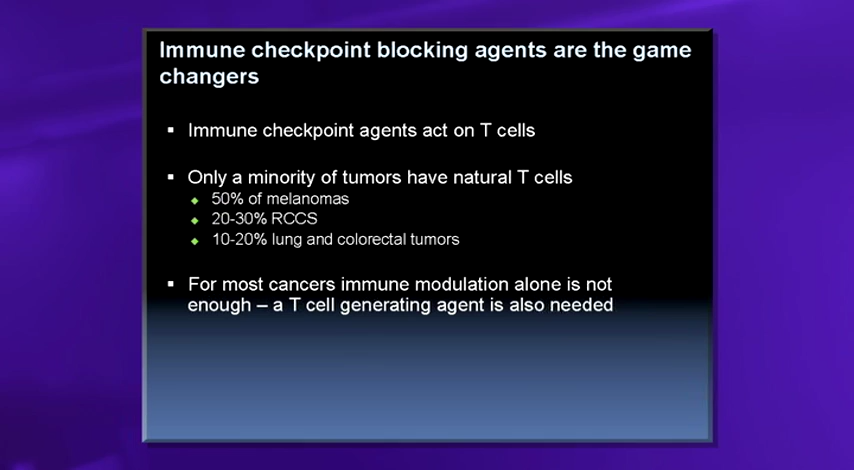 Immune checkpoint blocking agents are the game
changers
▪ Immune checkpoint agents act on T cells
▪ Only a minority of tumors have natural T cells
◆ 50% of melanomas
◆ 20-30% RCCS
◆ 10-20% lung and colorectal tumors
▪ For most cancers immune modulation alone is not
enough – a T cell generating agent is also needed